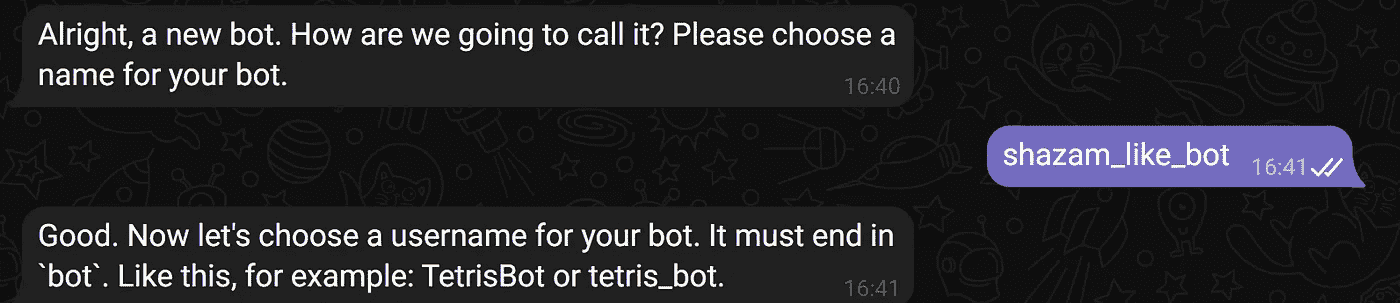 Alright, a new bot. How are we going to call it? Please choose a
name for your bot.
16:40
shazam_like_bot 16:41
Good. Now let's choose a username for your bot. It must end in
`bot`. Like this, for example: TetrisBot or tetris_bot.
16:41